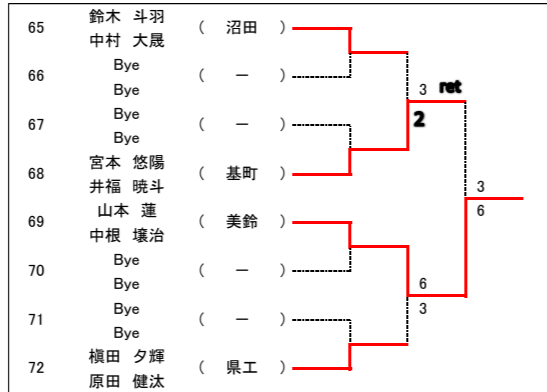 鈴木 斗羽
65 ( 沼田 )
中村 大晟
Bye
66 ( ー )
Bye
3 ret
Bye
67 ( ー )
2
Bye
宮本 悠陽
68 ( 基町 )
井福 暁斗
3
山本 蓮
69 ( 美鈴 )
6
中根 壌治
Bye
70 ( ー )
Bye
6
Bye
71 ( ー )
3
Bye
槇田 夕輝
72 ( 県工 )
原田 健汰